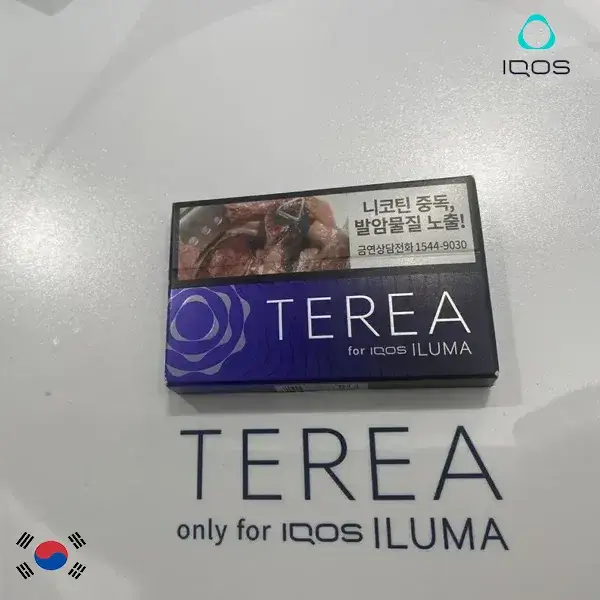 IQOS
니코틴 중독,
발암물질 노출!
금연상담전화 1544-9030
TEREA
for IQOS ILUMA
TEREA
only for IQOS ILUMA